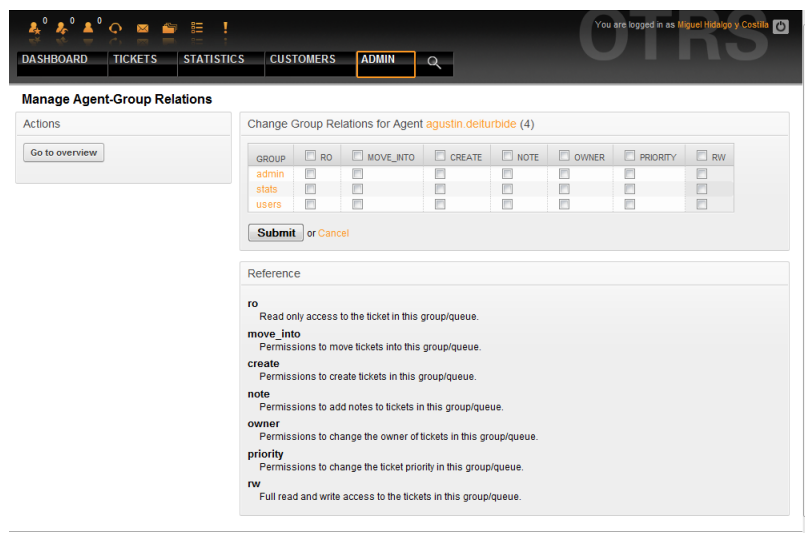 0 0 0
You are logged in as Miguel Hidalgo y Costilla
OTRS
DASHBOARD TICKETS STATISTICS CUSTOMERS ADMIN
Manage Agent-Group Relations
Actions
Go to overview
Change Group Relations for Agent agustin.deiturbide (4)
GROUP RO MOVE_INTO CREATE NOTE OWNER PRIORITY RW
admin
stats
users
Submit or Cancel
Reference
ro
Read only access to the ticket in this group/queue.
move_into
Permissions to move tickets into this group/queue.
create
Permissions to create tickets in this group/queue.
note
Permissions to add notes to tickets in this group/queue.
owner
Permissions to change the owner of tickets in this group/queue.
priority
Permissions to change the ticket priority in this group/queue.
rw
Full read and write access to the tickets in this group/queue.